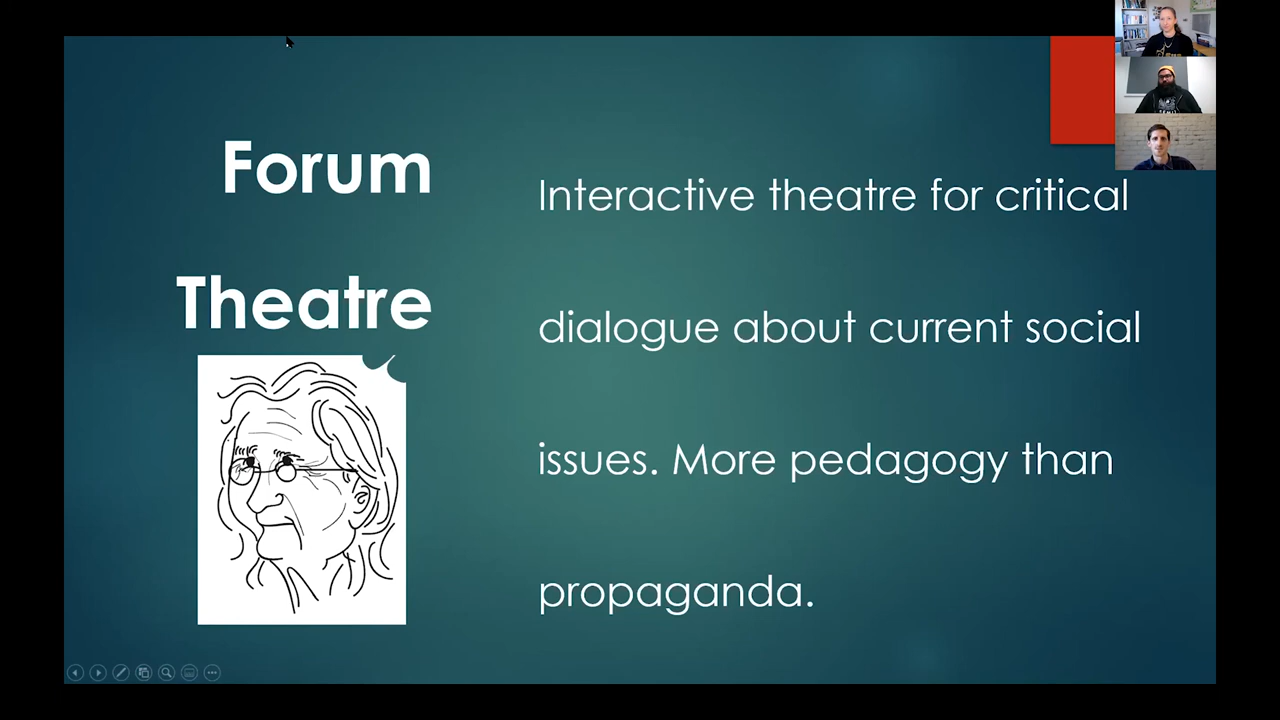 Forum
Theatre
Interactive theatre for critical
dialogue about current social
issues. More pedagogy than
propaganda.